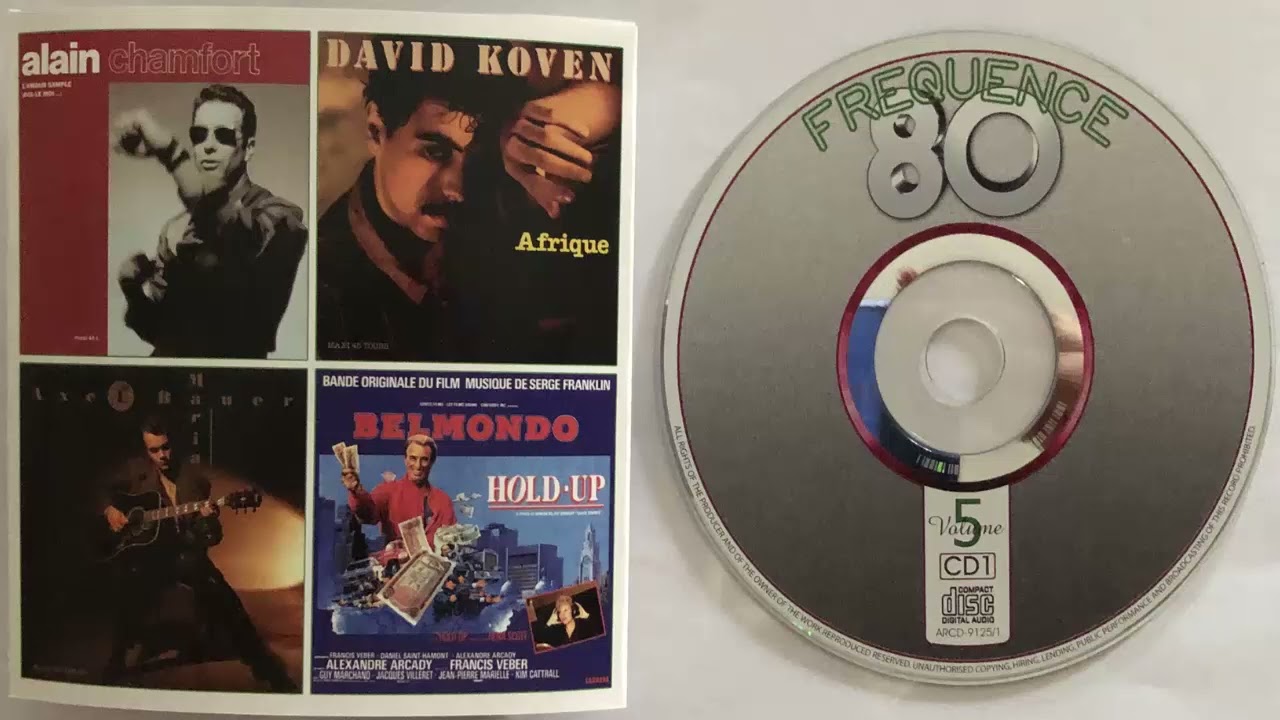 alain chamfort
L'AMOUR SAMPLE
MAXI 45 T.
DAVID KOVEN
Afrique
MAXI 45 TOURS
Axel Bauer
Maria
BANDE ORIGINALE DU FILM MUSIQUE DE SERGE FRANKLIN
BELMONDO
HOLD-UP
FRANCIS VEBER · DANIEL SAINT-HAMONT · ALEXANDRE ARCADY
ALEXANDRE ARCADY FRANCIS VEBER
GUY MARCHAND · JACQUES VILLERET · JEAN-PIERRE MARIELLE · KIM CATTRALL
FREQUENCE
80
5
Volume
CD1
COMPACT
disc
DIGITAL AUDIO
ARCD-9125/1
ALL RIGHTS OF THE PRODUCER AND OF THE OWNER OF THE WORK REPRODUCED RESERVED. UNAUTHORISED COPYING, HIRING, LENDING, PUBLIC PERFORMANCE AND BROADCASTING OF THIS RECORD PROHIBITED.